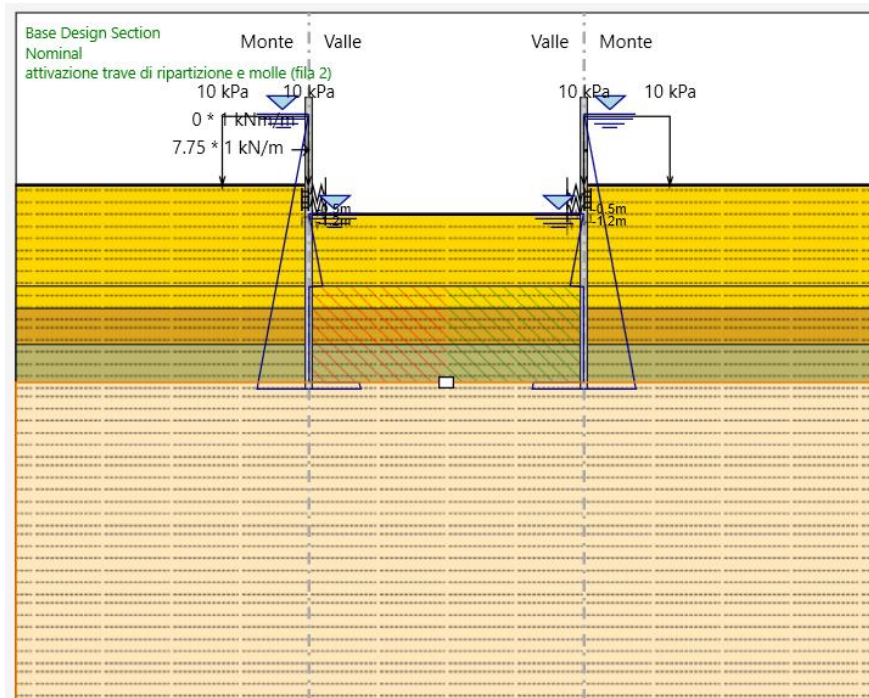 Base Design Section
Nominal
attivazione trave di ripartizione e molle (fila 2)
Monte Valle
Valle Monte
10 kPa 10 kPa
10 kPa 10 kPa
0 * 1 kNm/m
7.75 * 1 kN/m
-0.5m
-1.2m
-0.5m
-1.2m